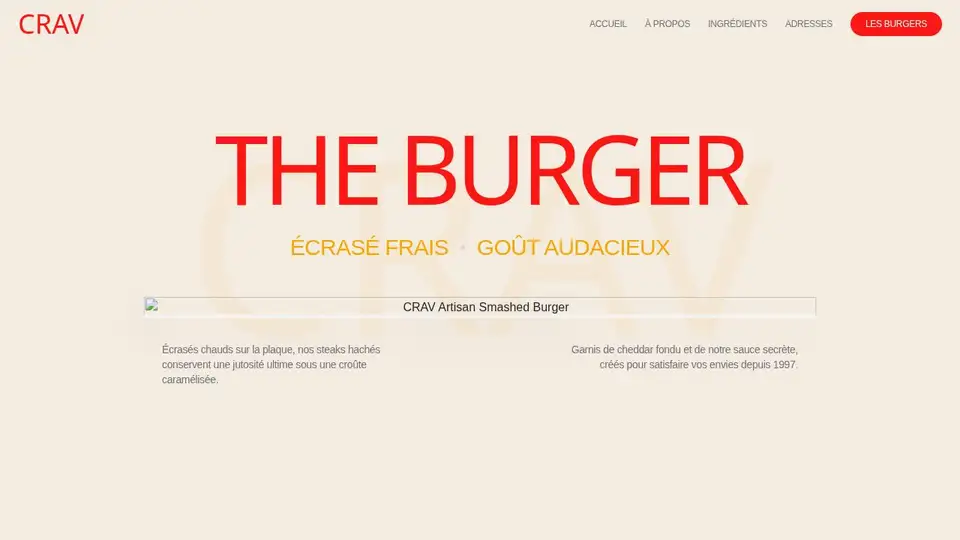 CRAV
ACCUEIL
À PROPOS
INGRÉDIENTS
ADRESSES
LES BURGERS
CRAV
THE BURGER
ÉCRASÉ FRAIS • GOÛT AUDACIEUX
CRAV Artisan Smashed Burger
Écrasés chauds sur la plaque, nos steaks hachés
conservent une jutosité ultime sous une croûte
caramélisée.
Garnis de cheddar fondu et de notre sauce secrète,
créés pour satisfaire vos envies depuis 1997.